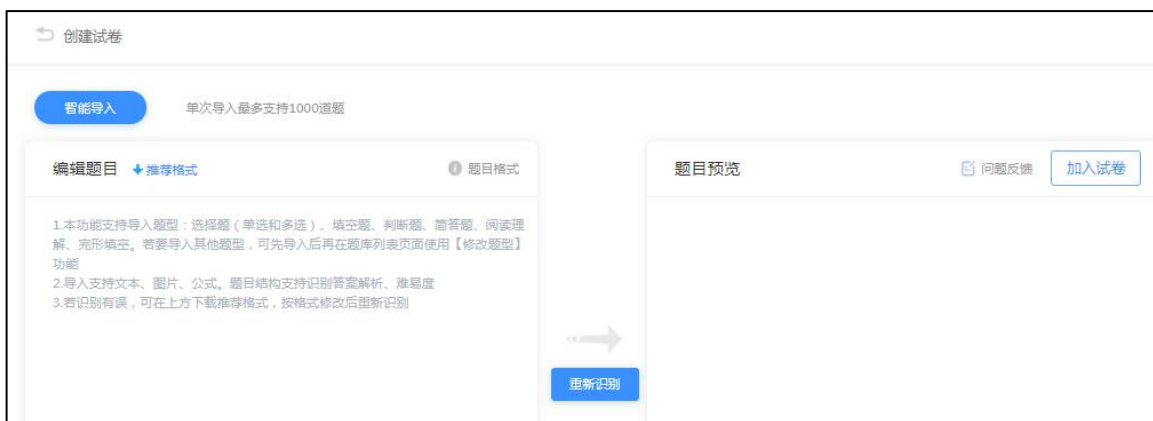 创建试卷
智能导入 单次导入最多支持1000道题
编辑题目 推荐格式 题目格式
1.本功能支持导入题型：选择题（单选和多选）、填空题、判断题、简答题、阅读理
解、完形填空。若要导入其他题型，可先导入后再在题库列表页面使用【修改题型】
功能
2.导入支持文本、图片、公式。题目结构支持识别答案解析、难易度
3.若识别有误，可在上方下载推荐格式，按格式修改后重新识别
重新识别
题目预览 问题反馈 加入试卷